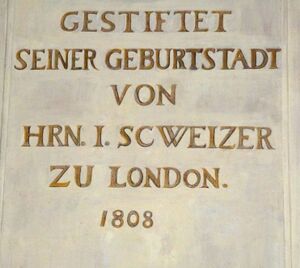 GESTIFTET
SEINER GEBURTSTADT
VON
HRN. I. SCWEIZER
ZU LONDON.
1808